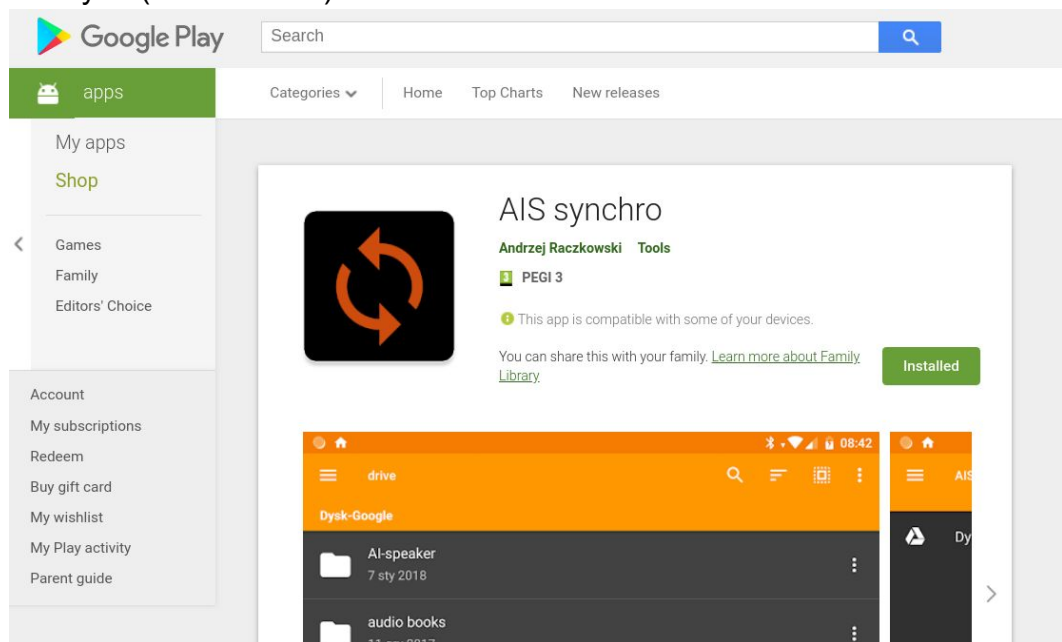 Google Play
Search
apps
Categories
Home
Top Charts
New releases
My apps
Shop
Games
Family
Editors' Choice
Account
My subscriptions
Redeem
Buy gift card
My wishlist
My Play activity
Parent guide
AIS synchro
Andrzej Raczkowski Tools
3 PEGI 3
This app is compatible with some of your devices.
You can share this with your family. Learn more about Family
Library
Installed
08:42
drive
Dysk-Google
AI-speaker
7 sty 2018
audio books
AIS
Dy